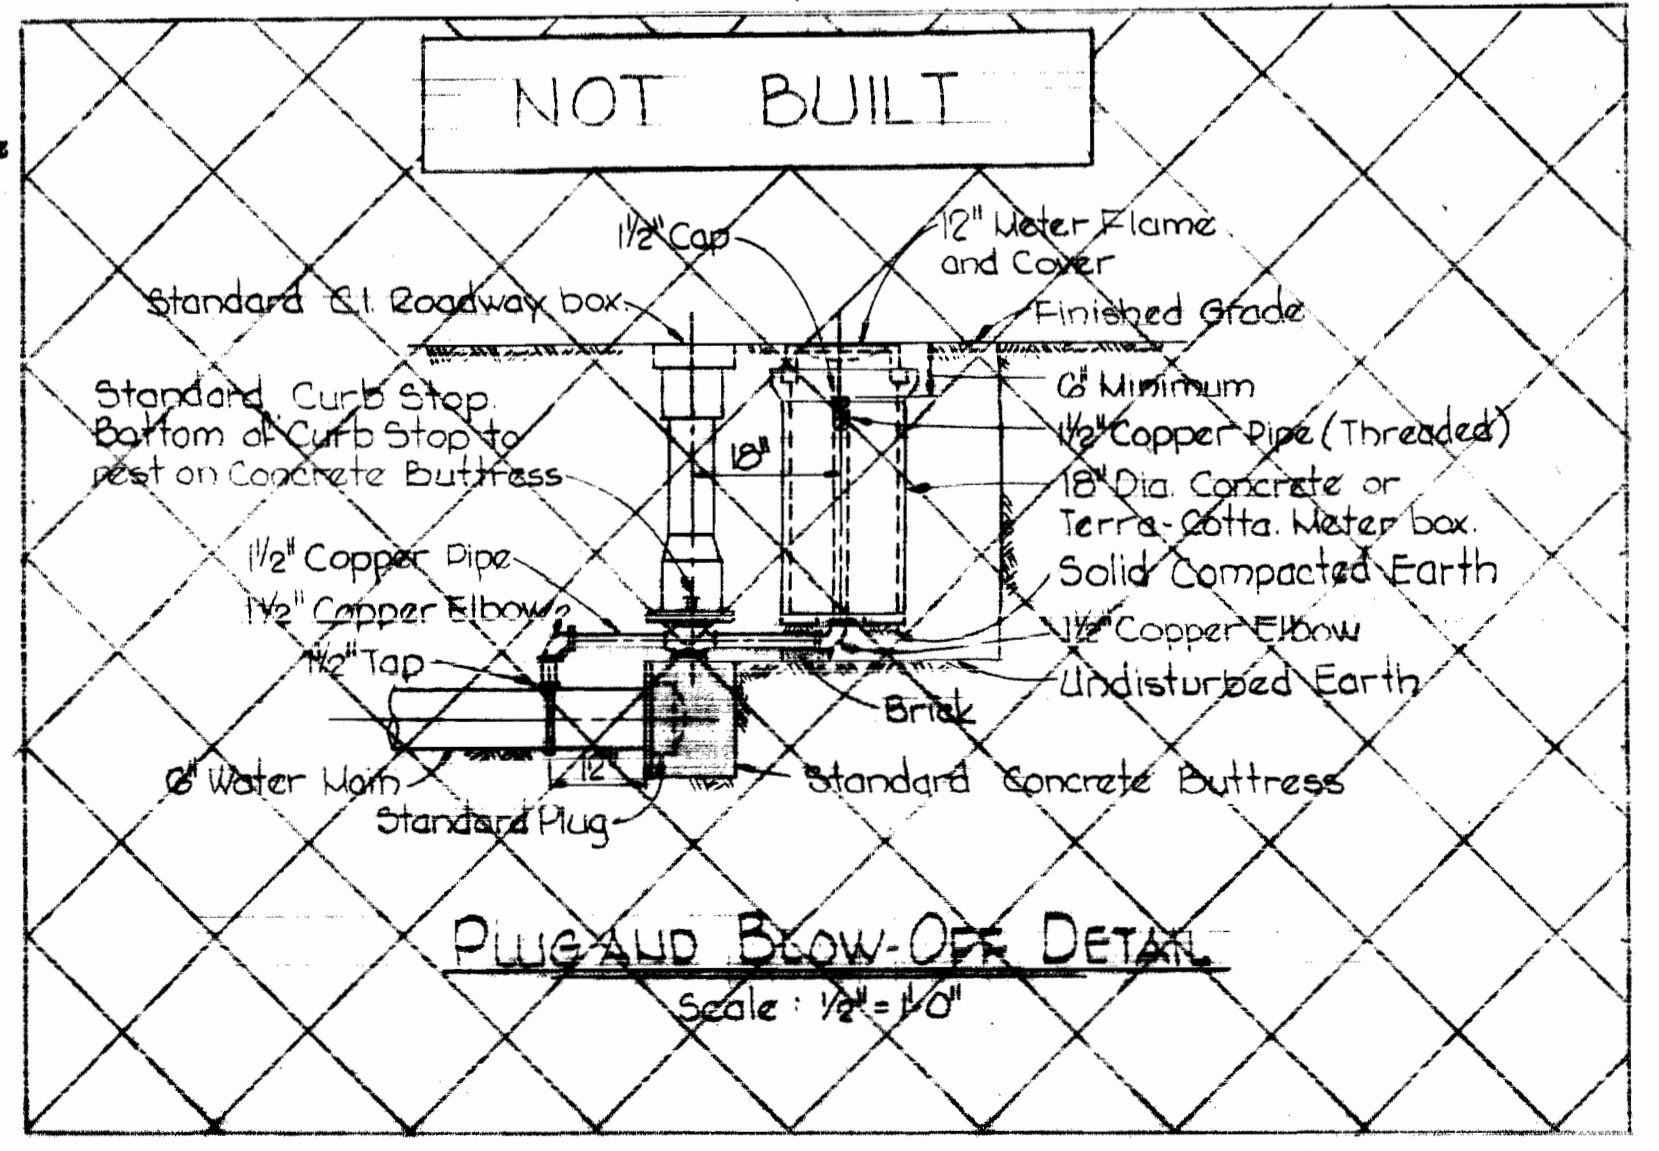 NOT BUILT
1½" Cap
12" Meter Flame
and Cover
Standard C.I. Roadway box.
Finished Grade
Standard Curb Stop.
Bottom of Curb Stop to
rest on Concrete Buttress
6" Minimum
1½" Copper Pipe (Threaded)
18"
18" Dia. Concrete or
Terra-Cotta. Meter box.
1½" Copper Pipe
Solid Compacted Earth
1½" Copper Elbow
1½" Copper Elbow
1½" Tap
Undisturbed Earth
Brick
6" Water Main
12"
Standard Concrete Buttress
Standard Plug
PLUG AND BLOW-OFF DETAIL
Scale : ½" = 1'-0"